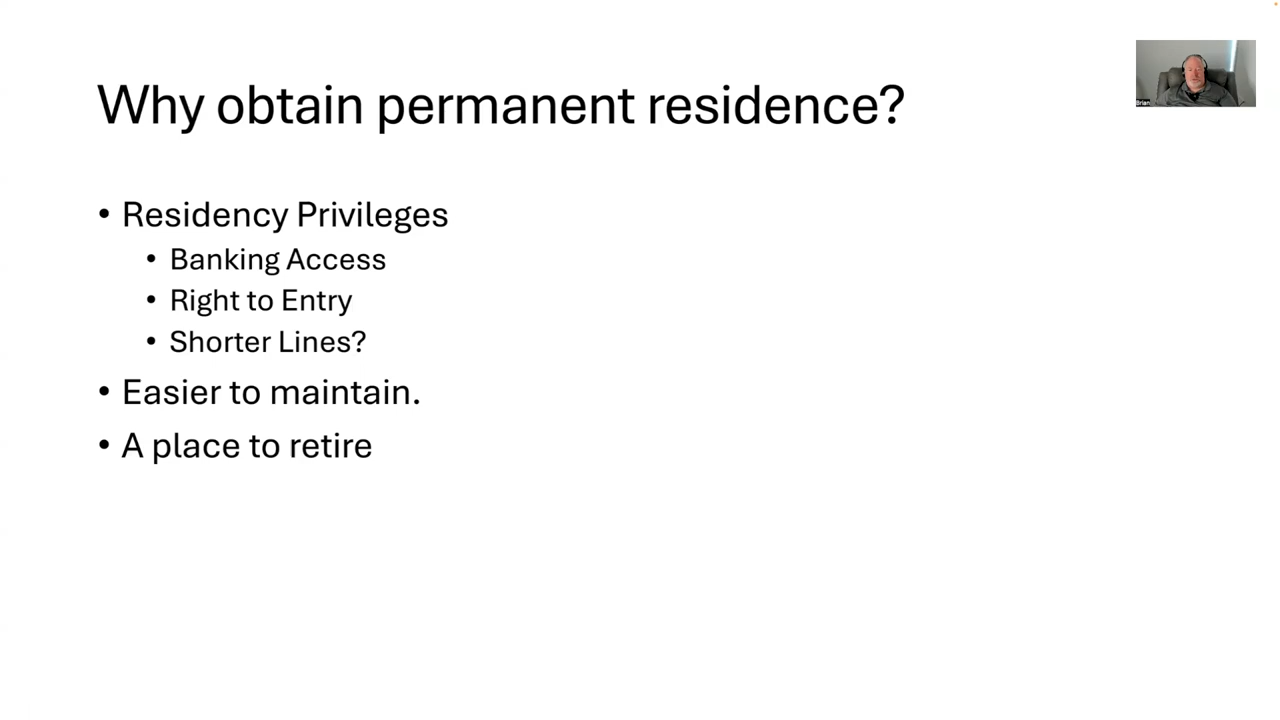 Why obtain permanent residence?
Brian
• Residency Privileges
• Banking Access
• Right to Entry
• Shorter Lines?
• Easier to maintain.
• A place to retire